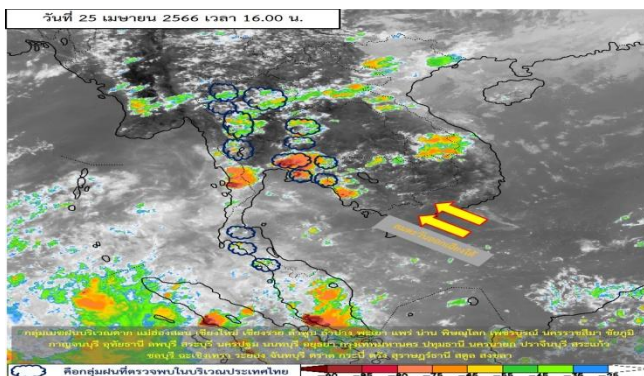 วันที่ 25 เมษายน 2566 เวลา 16.00 น.
กลุ่มเมฆฝนบริเวณตาก แม่ฮ่องสอน เชียงใหม่ เชียงราย ลำพูน ลำปาง พะเยา แพร่ น่าน พิษณุโลก เพชรบูรณ์ นครราชสีมา ชัยภูมิ
กาญจนบุรี อุทัยธานี ลพบุรี สระบุรี นครปฐม นนทบุรี อยุธยา กรุงเทพมหานคร ปทุมธานี นครนายก ปราจีนบุรี สระแก้ว
ชลบุรี ฉะเชิงเทรา ระยอง จันทบุรี ตราด กระบี่ ตรัง สุราษฎร์ธานี สตูล สงขลา
คือกลุ่มฝนที่ตรวจพบในบริเวณประเทศไทย